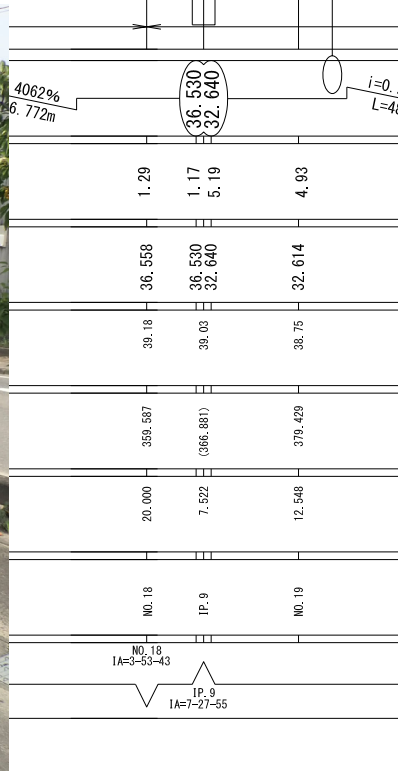 4062%
6.772m
36.530
32.640
i=0.
L=48
1.29
1.17
5.19
4.93
36.558
36.530
32.640
32.614
39.18
39.03
38.75
359.587
(366.881)
379.429
20.000
7.522
12.548
NO.18
IP.9
NO.19
NO.18
IA=3-53-43
IP.9
IA=7-27-55